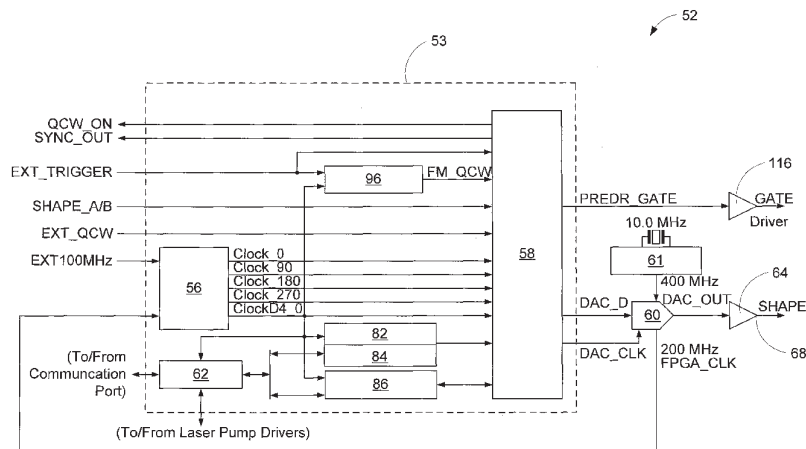 52
53
QCW_ON
SYNC_OUT
EXT_TRIGGER
96
FM_QCW
116
SHAPE_A/B
PREDR_GATE
GATE
Driver
EXT_QCW
10.0 MHz
EXT100MHz
56
Clock_0
Clock_90
Clock_180
Clock_270
ClockD4_0
58
61
400 MHz
64
DAC_D
60
DAC_OUT
SHAPE
68
82
84
DAC_CLK
200 MHz
FPGA_CLK
(To/From
Communcation
Port)
62
86
(To/From Laser Pump Drivers)